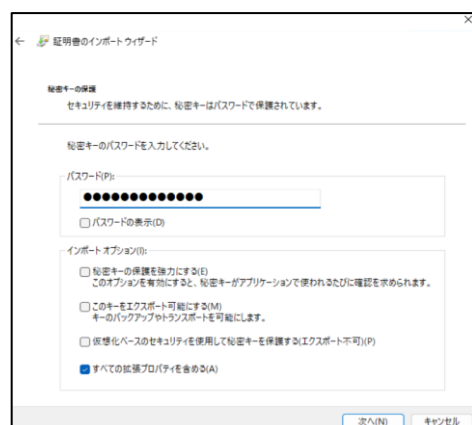 証明書のインポート ウィザード
秘密キーの保護
セキュリティを維持するために、秘密キーはパスワードで保護されています。
秘密キーのパスワードを入力してください。
パスワード(P):
●●●●●●●●●●●●●
パスワードの表示(D)
インポート オプション(I):
秘密キーの保護を強力にする(E)
このオプションを有効にすると、秘密キーがアプリケーションで使われるたびに確認を求められます。
このキーをエクスポート可能にする(M)
キーのバックアップやトランスポートを可能にします。
仮想化ベースのセキュリティを使用して秘密キーを保護する(エクスポート不可)(P)
すべての拡張プロパティを含める(A)
次へ(N) キャンセル